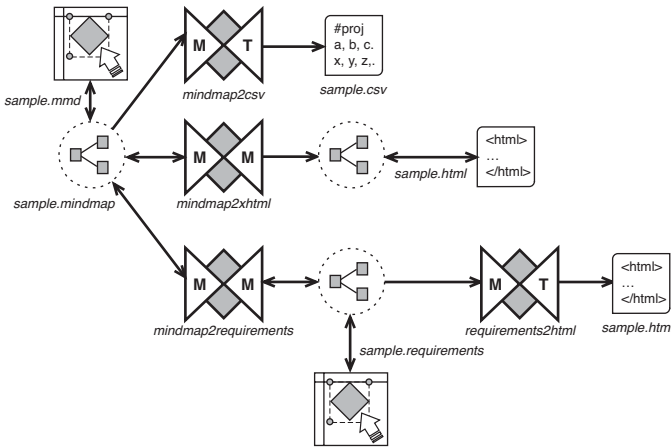 #proj
a, b, c.
x, y, z,.
M T
sample.mmd
mindmap2csv
sample.csv
<html>
...
</html>
M M
sample.html
sample.mindmap
mindmap2xhtml
<html>
...
</html>
M M
M T
mindmap2requirements
requirements2html
sample.htm
sample.requirements